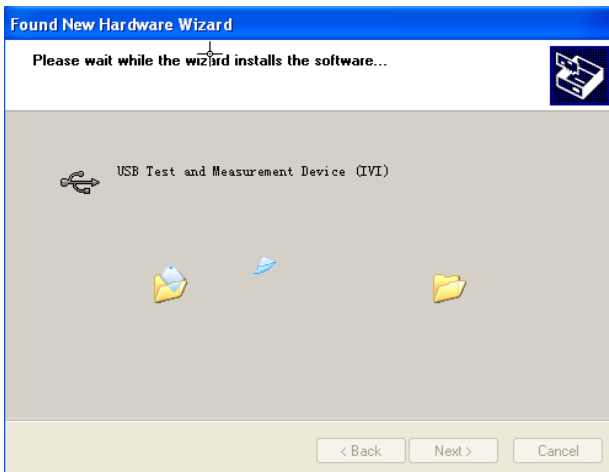 Found New Hardware Wizard
Please wait while the wizard installs the software...
USB Test and Measurement Device (IVI)
< Back
Next >
Cancel